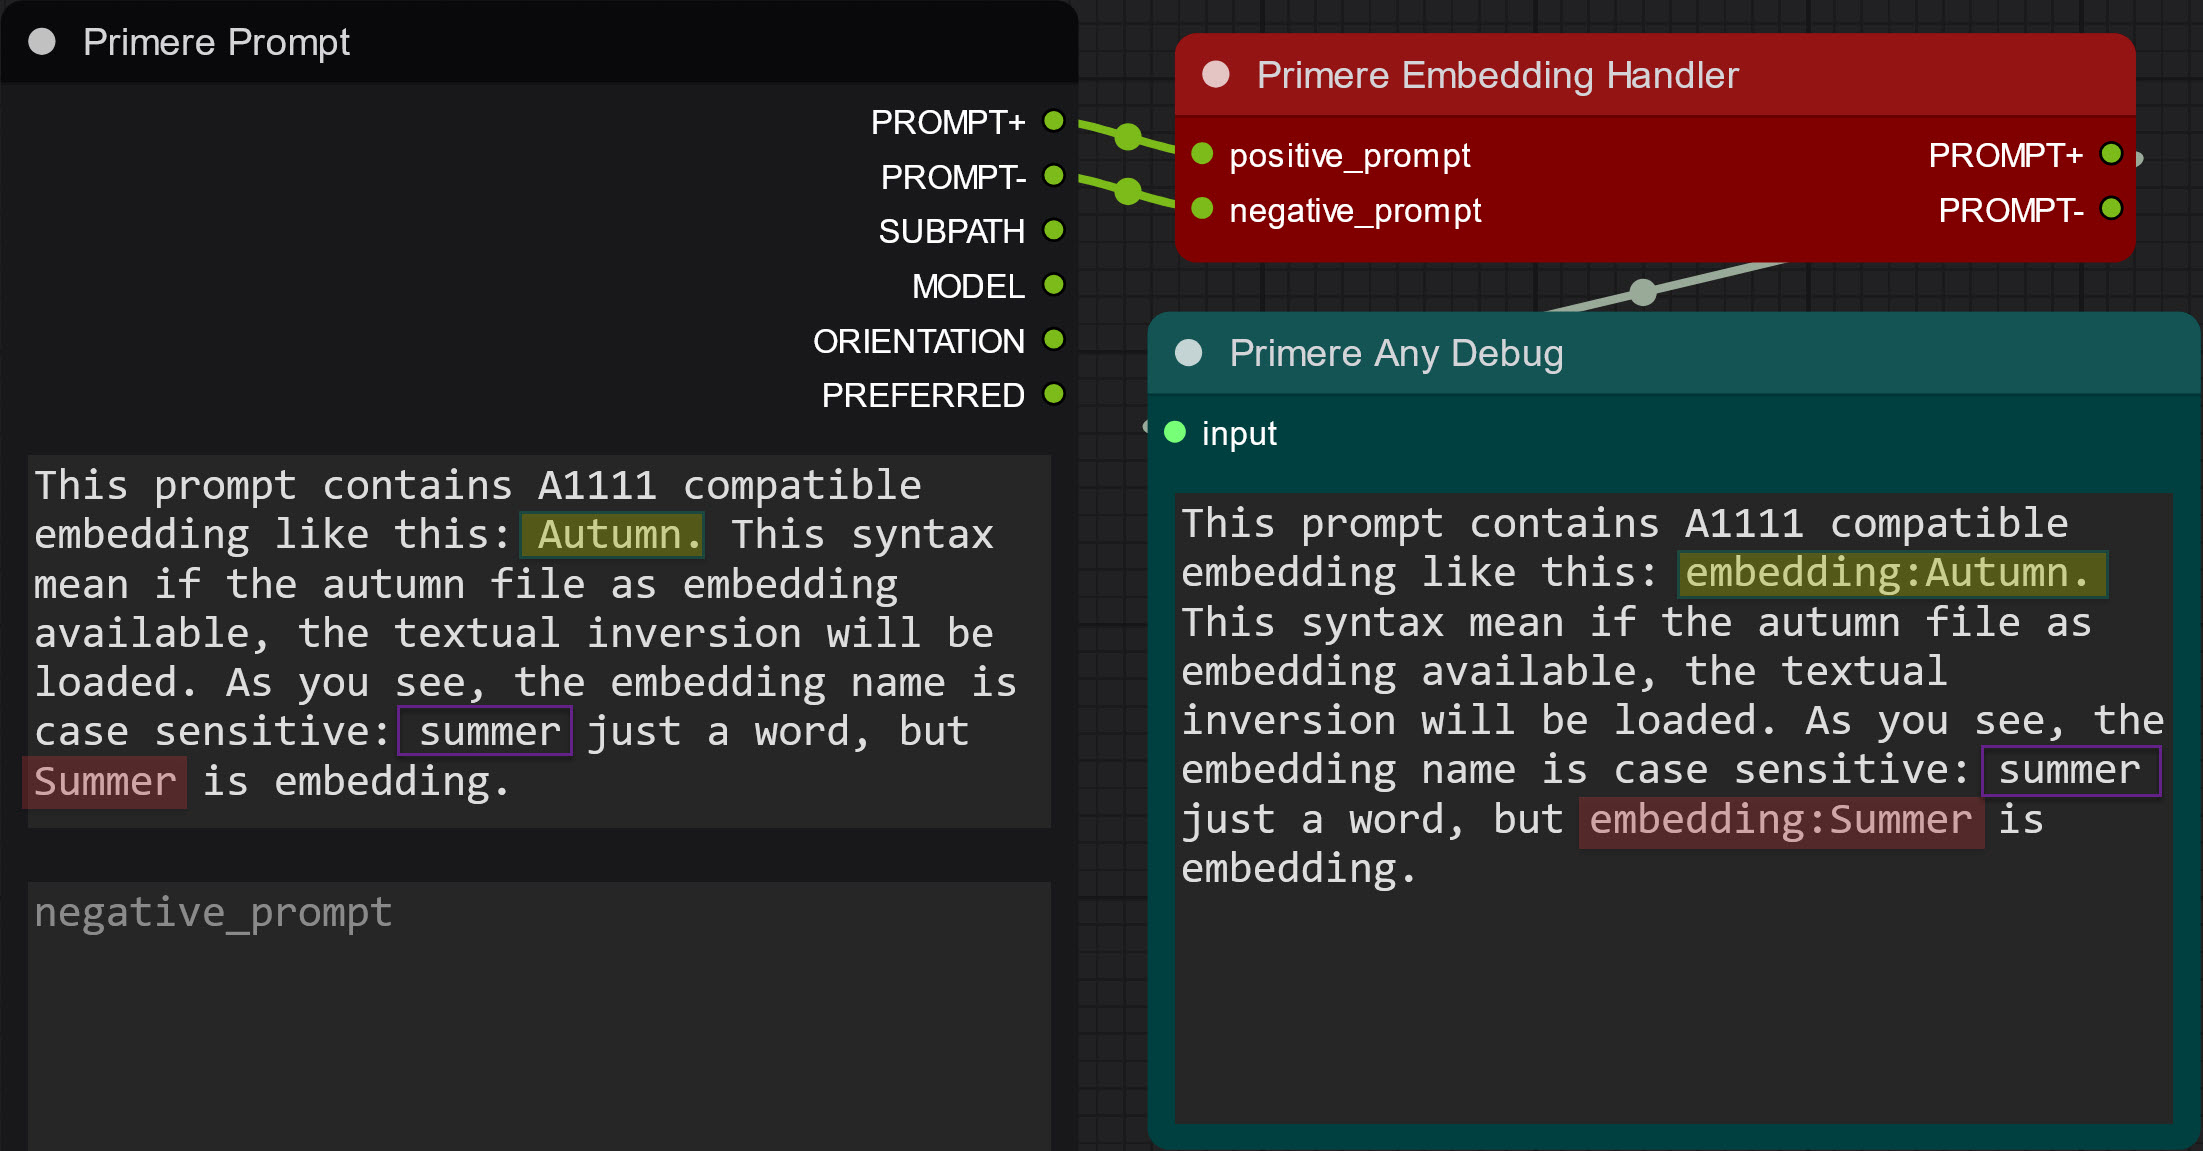 Primere Prompt
PROMPT+
PROMPT-
SUBPATH
MODEL
ORIENTATION
PREFERRED
This prompt contains A1111 compatible
embedding like this: Autumn. This syntax
mean if the autumn file as embedding
available, the textual inversion will be
loaded. As you see, the embedding name is
case sensitive: summer just a word, but
Summer is embedding.
negative_prompt
Primere Embedding Handler
positive_prompt PROMPT+
negative_prompt PROMPT-
Primere Any Debug
input
This prompt contains A1111 compatible
embedding like this: embedding:Autumn.
This syntax mean if the autumn file as
embedding available, the textual
inversion will be loaded. As you see, the
embedding name is case sensitive: summer
just a word, but embedding:Summer is
embedding.